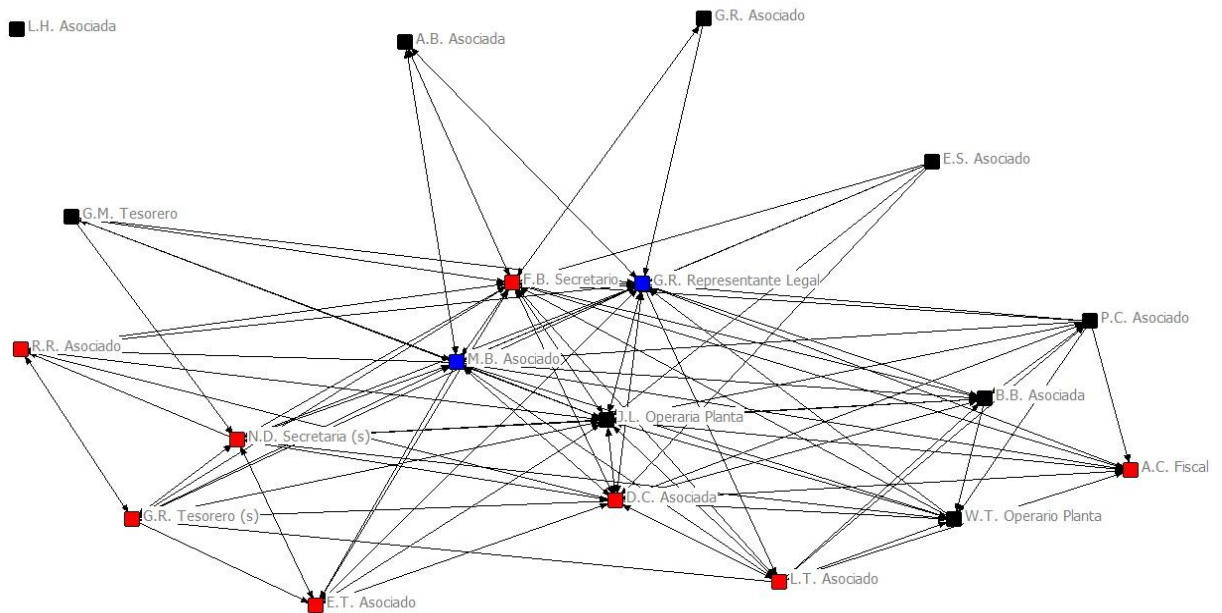 L.H. Asociada
G.R. Asociado
A.B. Asociada
E.S. Asociado
G.M. Tesorero
F.B. Secretario
G.R. Representante Legal
P.C. Asociado
R.R. Asociado
M.B. Asociado
B.B. Asociada
J.L. Operaria Planta
N.D. Secretaria (s)
A.C. Fiscal
D.C. Asociada
G.R. Tesorero (s)
W.T. Operario Planta
L.T. Asociado
E.T. Asociado